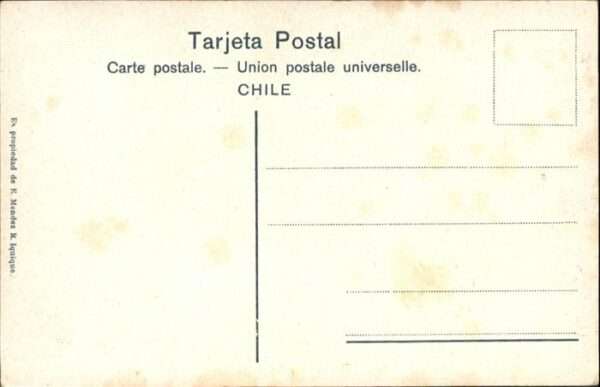 Tarjeta Postal
Carte postale. — Union postale universelle.
CHILE
Es propiedad de E. Mendez R. Iquique.